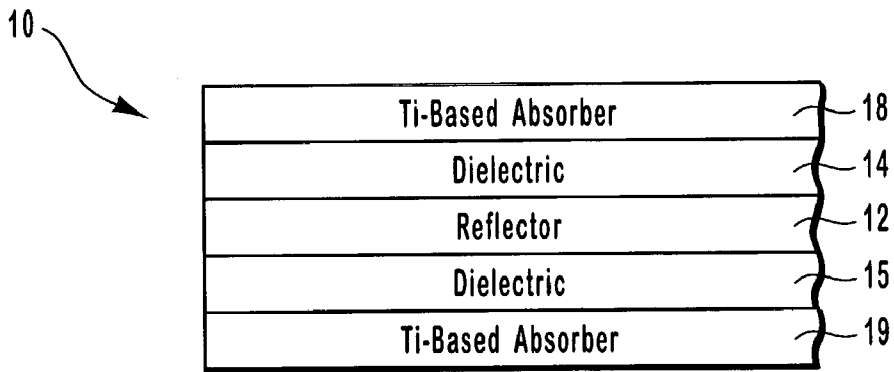 10
Ti-Based Absorber 18
Dielectric 14
Reflector 12
Dielectric 15
Ti-Based Absorber 19